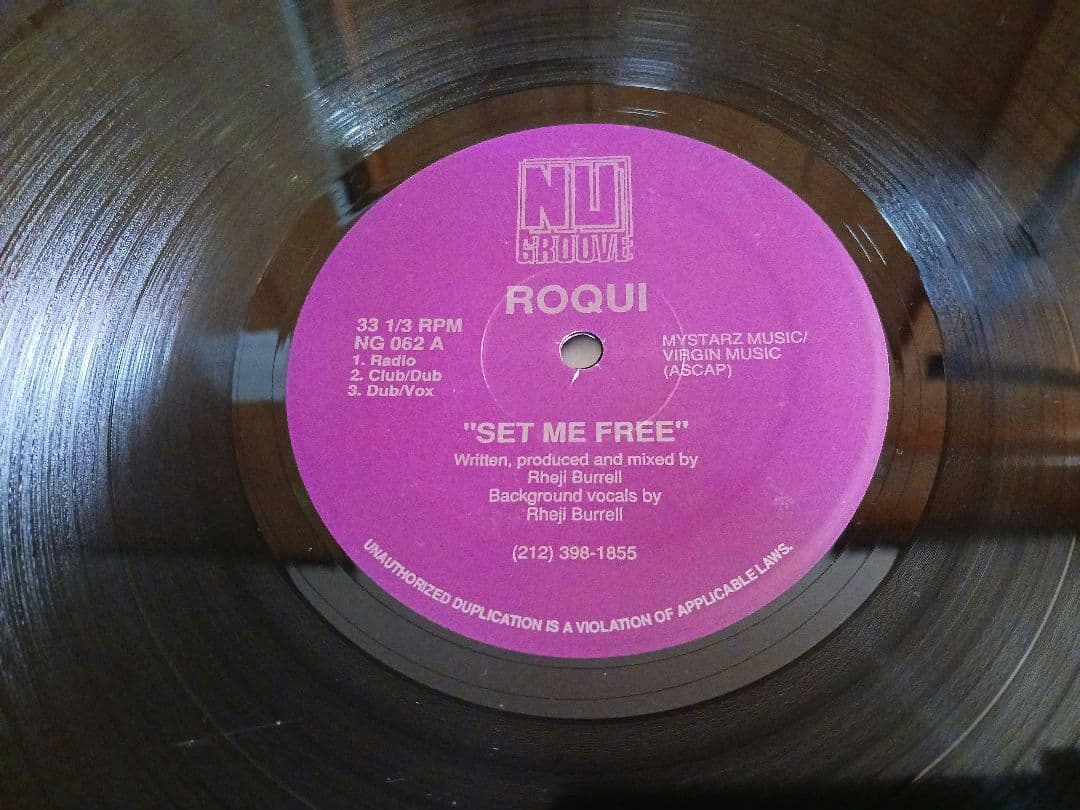 NU
GROOVE
ROQUI
33 1/3 RPM
NG 062 A
1. Radio
2. Club/Dub
3. Dub/Vox
MYSTARZ MUSIC/
VIRGIN MUSIC
(ASCAP)
"SET ME FREE"
Written, produced and mixed by
Rheji Burrell
Background vocals by
Rheji Burrell
(212) 398-1855
UNAUTHORIZED DUPLICATION IS A VIOLATION OF APPLICABLE LAWS.